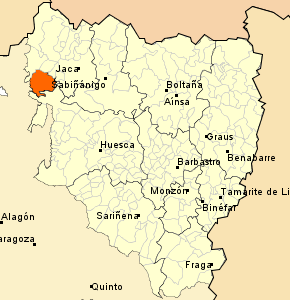 Jaca
Sabiñánigo
Boltaña
Aínsa
Graus
Huesca
Benabarre
Barbastro
Monzón
Tamarite de Li
Binéfar
Sariñena
Alagón
aragoza
Fraga
Quinto